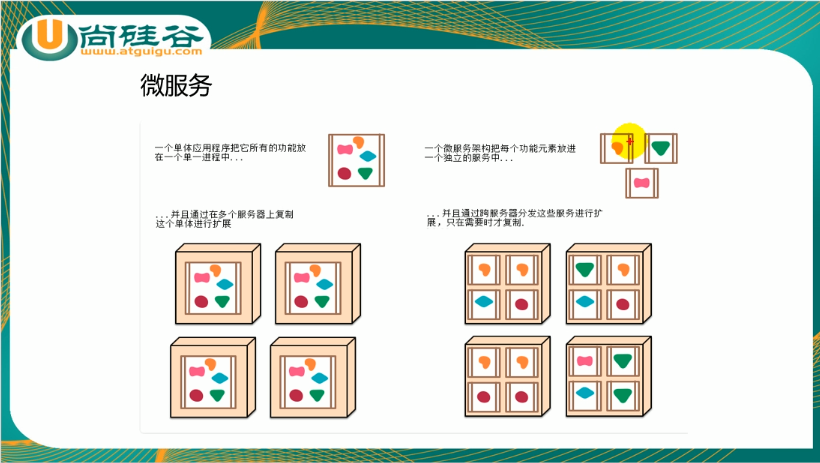 尚硅谷
www.atguigu.com
微服务
一个单体应用程序把它所有的功能放
在一个单一进程中...
一个微服务架构把每个功能元素放进
一个独立的服务中...
...并且通过在多个服务器上复制
这个单体进行扩展
...并且通过跨服务器分发这些服务进行扩
展，只在需要时才复制.